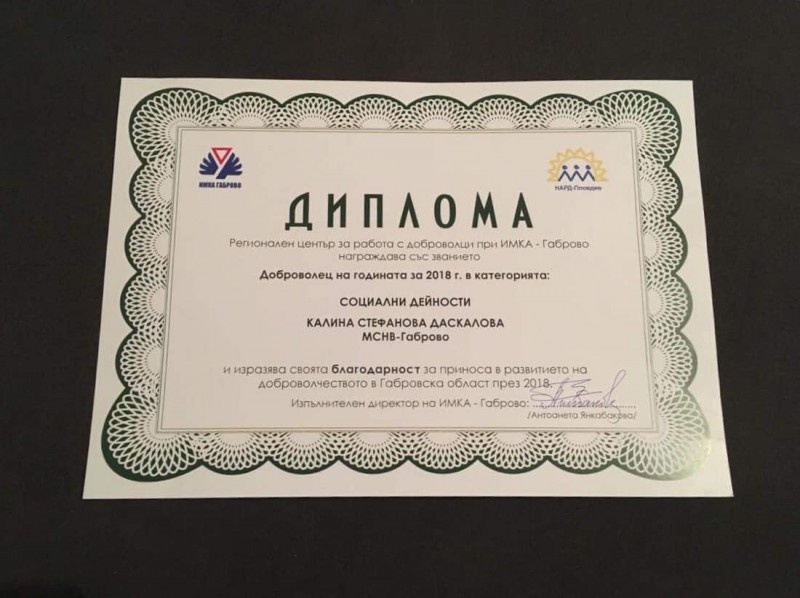 ИМКА ГАБРОВО
НАРД-Пловдив
ДИПЛОМА
Регионален център за работа с доброволци при ИМКА - Габрово
награждава със званието
Доброволец на годината за 2018 г. в категорията:
СОЦИАЛНИ ДЕЙНОСТИ
КАЛИНА СТЕФАНОВА ДАСКАЛОВА
МСНВ-Габрово
и изразява своята благодарност за приноса в развитието на
доброволчеството в Габровска област през 2018.
Изпълнителен директор на ИМКА - Габрово:
/Антоанета Янкабакова/